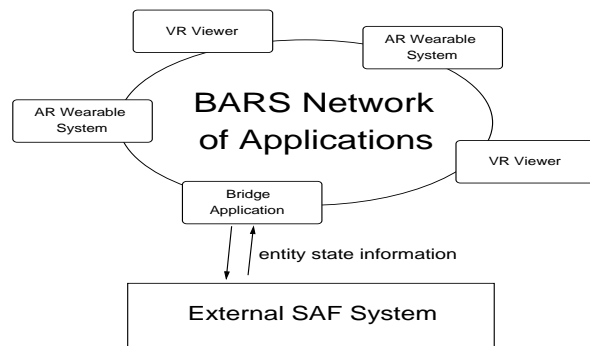 VR Viewer
AR Wearable
System
BARS Network
of Applications
AR Wearable
System
VR Viewer
Bridge
Application
entity state information
External SAF System